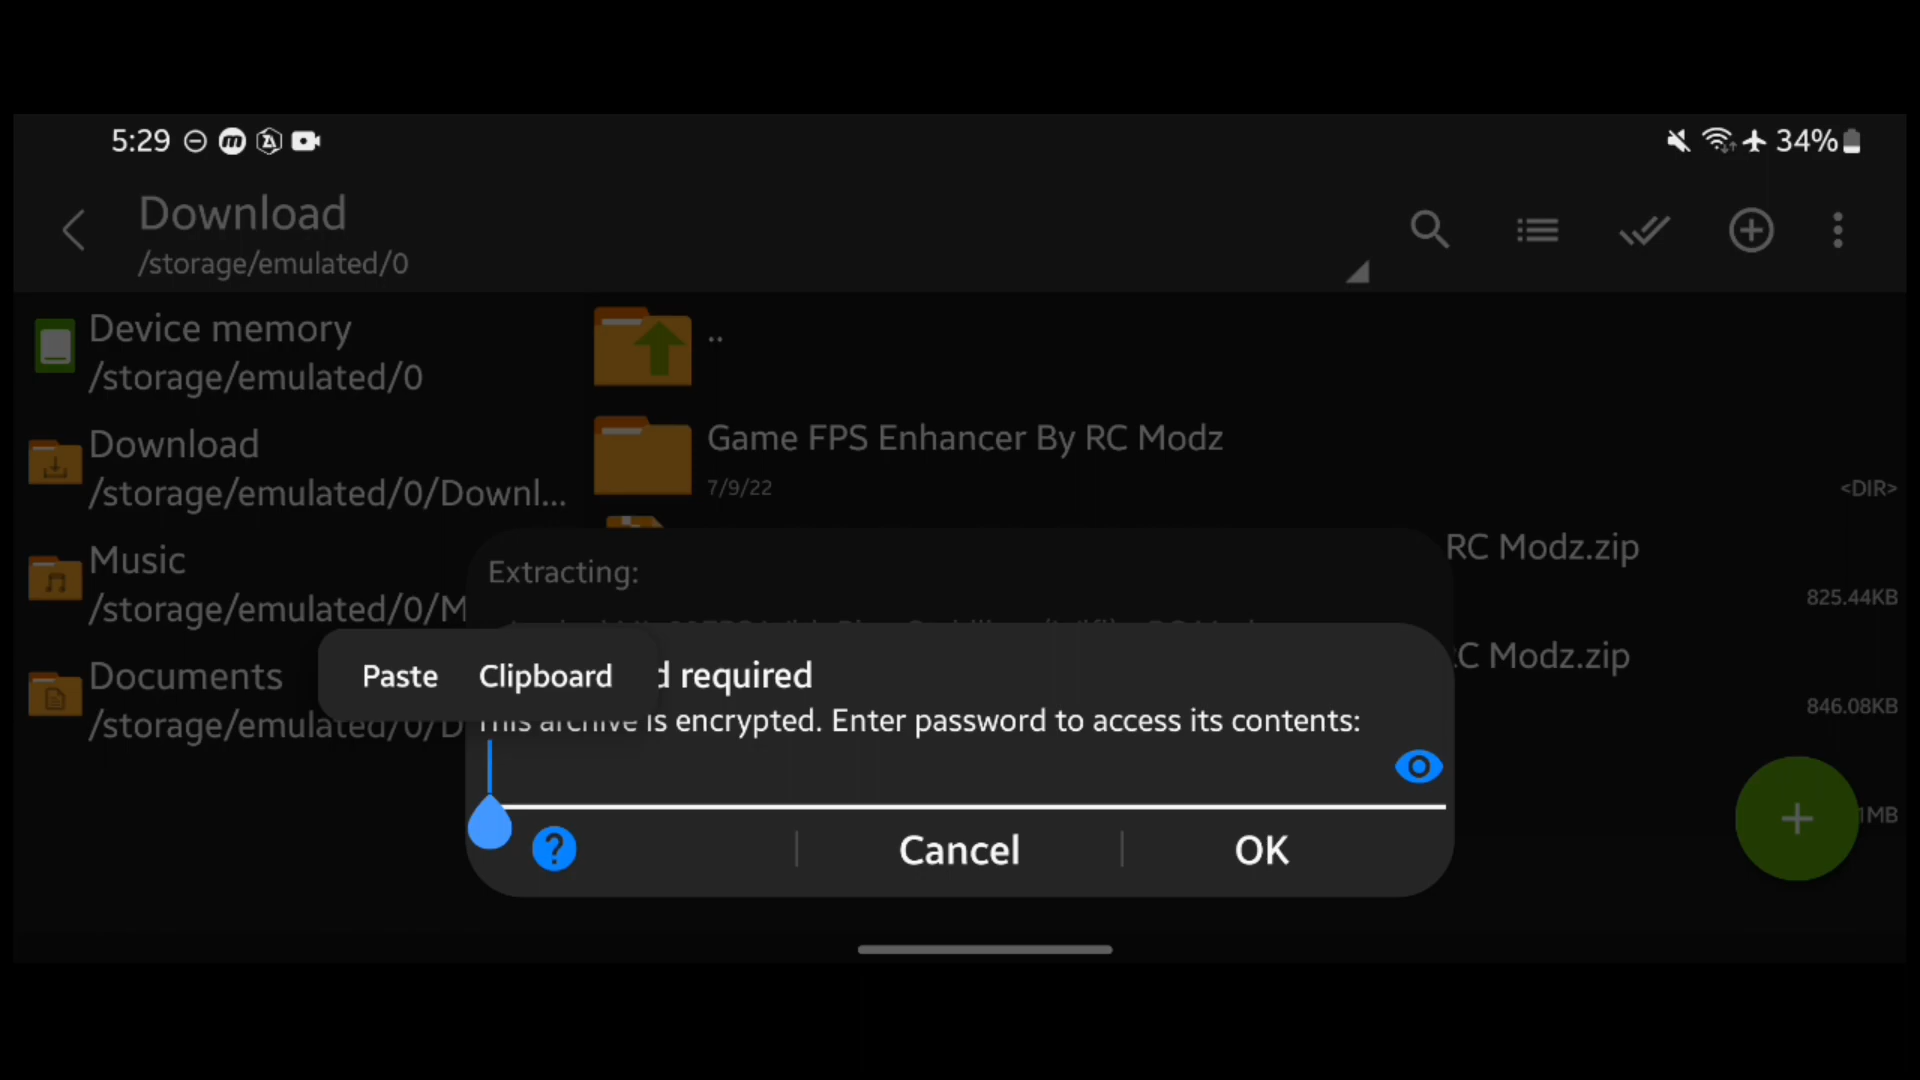 5:29
34%
Download
/storage/emulated/0
Device memory
/storage/emulated/0
Download
/storage/emulated/0/Downl...
Music
/storage/emulated/0/M
Documents
/storage/emulated/0/D
..
Game FPS Enhancer By RC Modz
7/9/22
<DIR>
RC Modz.zip
825.44KB
C Modz.zip
846.08KB
1MB
Extracting:
Paste Clipboard
d required
This archive is encrypted. Enter password to access its contents:
?
Cancel
OK